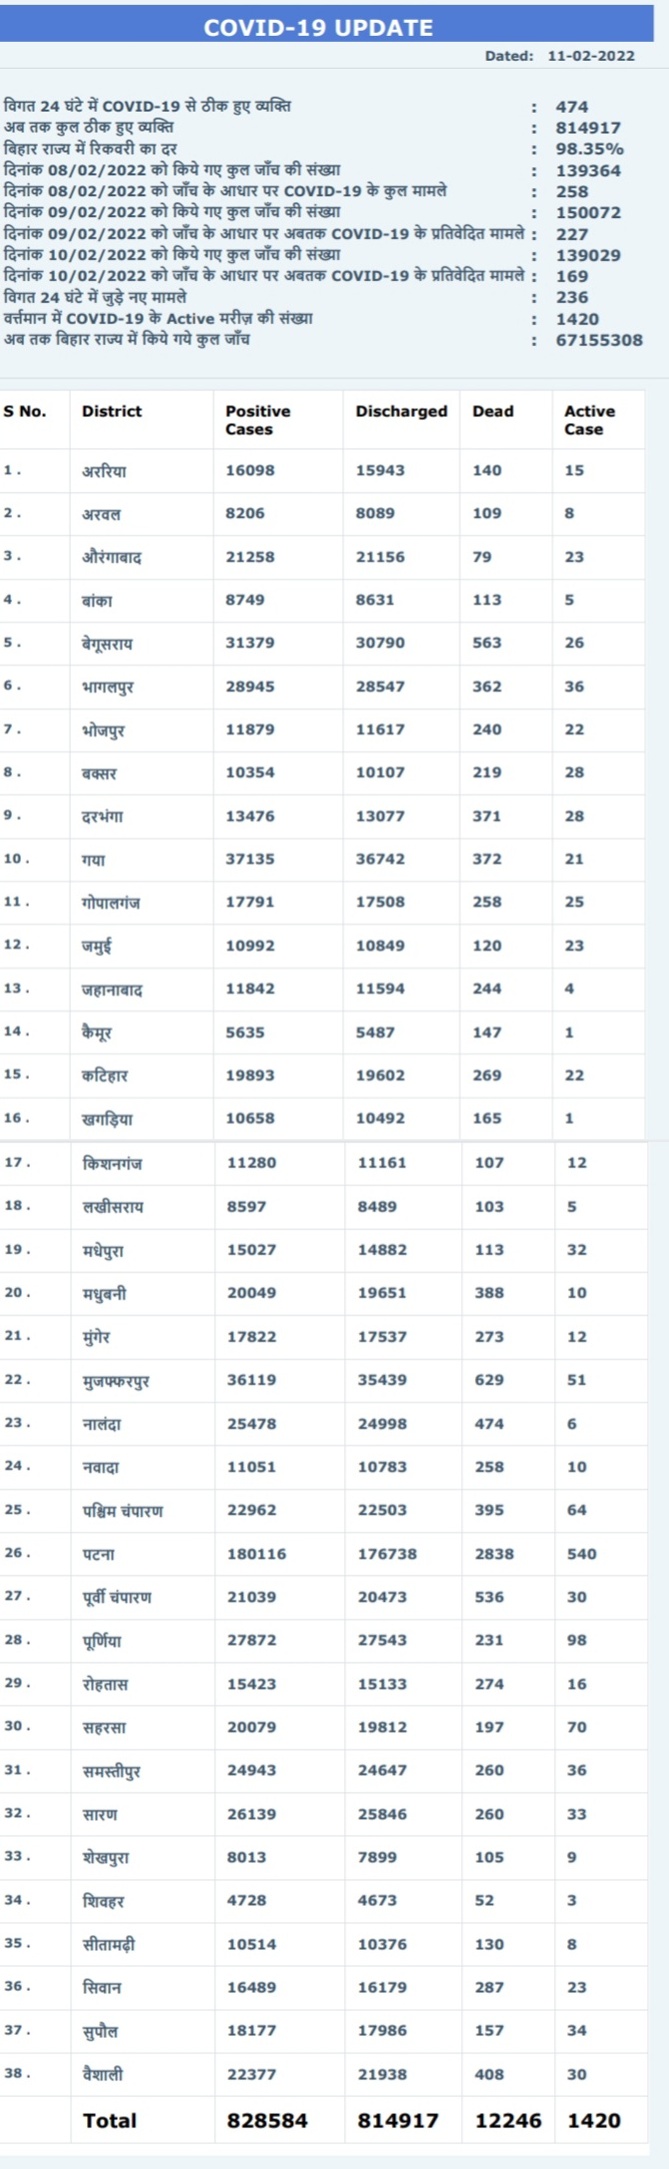 COVID-19 UPDATE
Dated: 11-02-2022
विगत 24 घंटे में COVID-19 से ठीक हुए व्यक्ति : 474
अब तक कुल ठीक हुए व्यक्ति : 814917
बिहार राज्य में रिकवरी का दर : 98.35%
दिनांक 08/02/2022 को किये गए कुल जाँच की संख्या : 139364
दिनांक 08/02/2022 को जाँच के आधार पर COVID-19 के कुल मामले : 258
दिनांक 09/02/2022 को किये गए कुल जाँच की संख्या : 150072
दिनांक 09/02/2022 को जाँच के आधार पर अबतक COVID-19 के प्रतिवेदित मामले : 227
दिनांक 10/02/2022 को किये गए कुल जाँच की संख्या : 139029
दिनांक 10/02/2022 को जाँच के आधार पर अबतक COVID-19 के प्रतिवेदित मामले : 169
विगत 24 घंटे में जुड़े नए मामले : 236
वर्त्तमान में COVID-19 के Active मरीज़ की संख्या : 1420
अब तक बिहार राज्य में किये गये कुल जाँच : 67155308
S No. District Positive Cases Discharged Dead Active Case
1 . अररिया 16098 15943 140 15
2 . अरवल 8206 8089 109 8
3 . औरंगाबाद 21258 21156 79 23
4 . बांका 8749 8631 113 5
5 . बेगूसराय 31379 30790 563 26
6 . भागलपुर 28945 28547 362 36
7 . भोजपुर 11879 11617 240 22
8 . बक्सर 10354 10107 219 28
9 . दरभंगा 13476 13077 371 28
10 . गया 37135 36742 372 21
11 . गोपालगंज 17791 17508 258 25
12 . जमुई 10992 10849 120 23
13 . जहानाबाद 11842 11594 244 4
14 . कैमूर 5635 5487 147 1
15 . कटिहार 19893 19602 269 22
16 . खगड़िया 10658 10492 165 1
17 . किशनगंज 11280 11161 107 12
18 . लखीसराय 8597 8489 103 5
19 . मधेपुरा 15027 14882 113 32
20 . मधुबनी 20049 19651 388 10
21 . मुंगेर 17822 17537 273 12
22 . मुजफ्फरपुर 36119 35439 629 51
23 . नालंदा 25478 24998 474 6
24 . नवादा 11051 10783 258 10
25 . पश्चिम चंपारण 22962 22503 395 64
26 . पटना 180116 176738 2838 540
27 . पूर्वी चंपारण 21039 20473 536 30
28 . पूर्णिया 27872 27543 231 98
29 . रोहतास 15423 15133 274 16
30 . सहरसा 20079 19812 197 70
31 . समस्तीपुर 24943 24647 260 36
32 . सारण 26139 25846 260 33
33 . शेखपुरा 8013 7899 105 9
34 . शिवहर 4728 4673 52 3
35 . सीतामढ़ी 10514 10376 130 8
36 . सिवान 16489 16179 287 23
37 . सुपौल 18177 17986 157 34
38 . वैशाली 22377 21938 408 30
Total 828584 814917 12246 1420